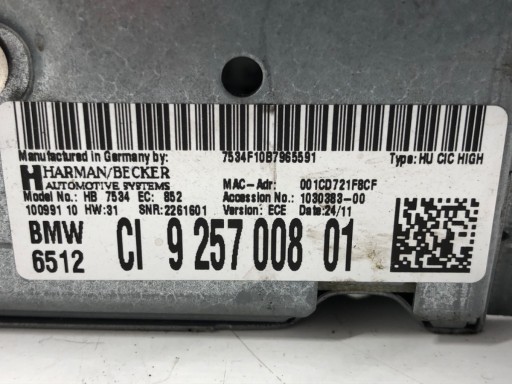 Manufactured in Germany by: 7534F10B7965591 Type: HU CIC HIGH
HARMAN/BECKER
AUTOMOTIVE SYSTEMS MAC-Adr: 001CD721F8CF
Model No.: HB 7534 EC: 852 Accession No.: 1030383-00
100991 10 HW:31 SNR:2261601 Version: ECE Date:24/11
BMW
6512 CI 9 257 008 01